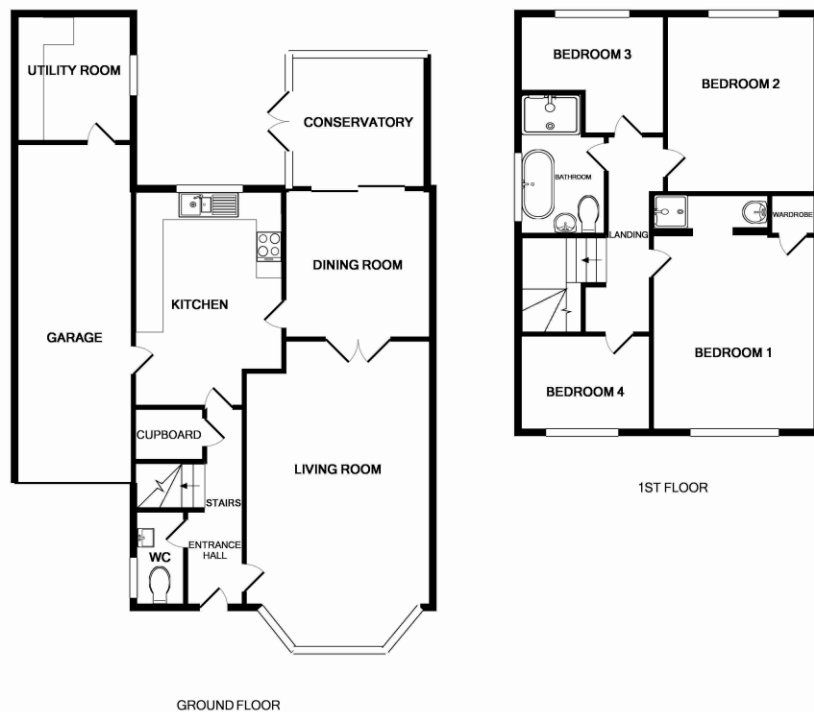 UTILITY ROOM
CONSERVATORY
DINING ROOM
KITCHEN
GARAGE
CUPBOARD
LIVING ROOM
STAIRS
ENTRANCE
HALL
WC
GROUND FLOOR
BEDROOM 3
BEDROOM 2
BATHROOM
WARDROBE
LANDING
BEDROOM 1
BEDROOM 4
1ST FLOOR